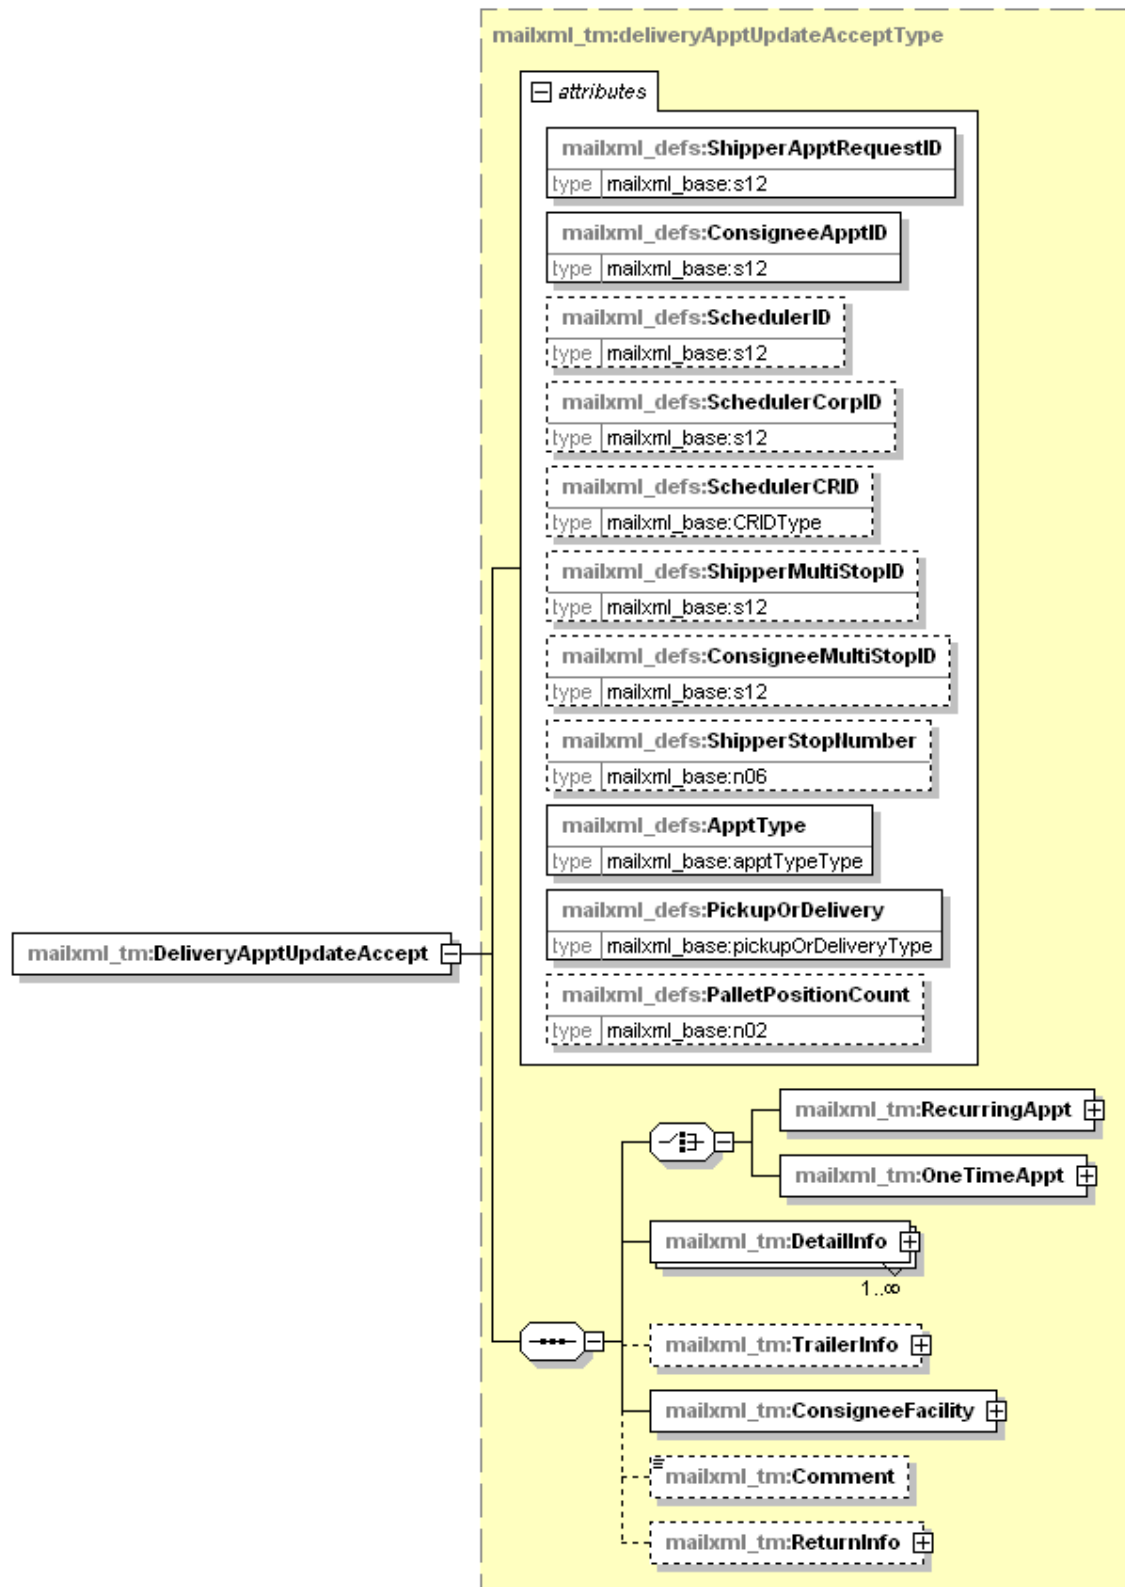 mailxml_tm:deliveryApptUpdateAcceptType
attributes
mailxml_defs:ShipperApptRequestID
type mailxml_base:s12
mailxml_defs:ConsigneeApptID
type mailxml_base:s12
mailxml_defs:SchedulerID
type mailxml_base:s12
mailxml_defs:SchedulerCorpID
type mailxml_base:s12
mailxml_defs:SchedulerCRID
type mailxml_base:CRIDType
mailxml_defs:ShipperMultiStopID
type mailxml_base:s12
mailxml_defs:ConsigneeMultiStopID
type mailxml_base:s12
mailxml_defs:ShipperStopNumber
type mailxml_base:n06
mailxml_defs:ApptType
type mailxml_base:apptTypeType
mailxml_defs:PickupOrDelivery
type mailxml_base:pickupOrDeliveryType
mailxml_tm:DeliveryApptUpdateAccept
mailxml_defs:PalletPositionCount
type mailxml_base:n02
mailxml_tm:RecurringAppt
mailxml_tm:OneTimeAppt
mailxml_tm:DetailInfo
1..∞
mailxml_tm:TrailerInfo
mailxml_tm:ConsigneeFacility
mailxml_tm:Comment
mailxml_tm:ReturnInfo